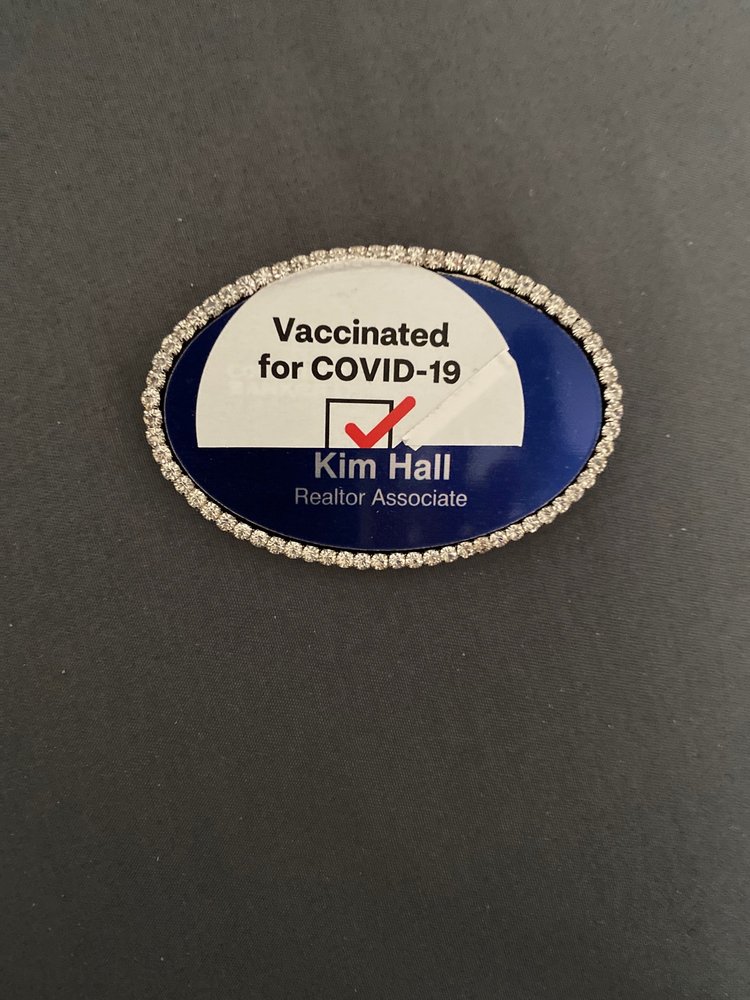 Vaccinated
for COVID-19
Kim Hall
Realtor Associate